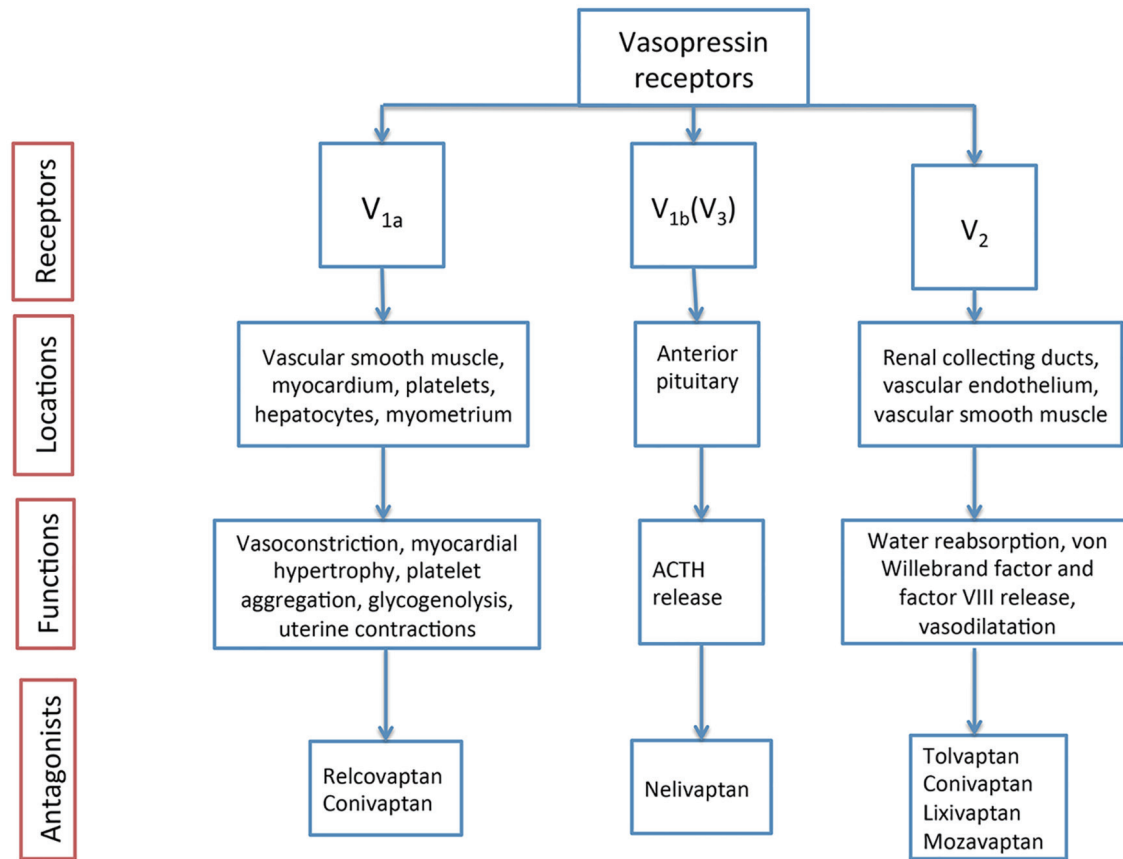 Vasopressin
receptors
Receptors
V1a
V1b(V3)
V2
Locations
Vascular smooth muscle,
myocardium, platelets,
hepatocytes, myometrium
Anterior
pituitary
Renal collecting ducts,
vascular endothelium,
vascular smooth muscle
Functions
Vasoconstriction, myocardial
hypertrophy, platelet
aggregation, glycogenolysis,
uterine contractions
ACTH
release
Water reabsorption, von
Willebrand factor and
factor VIII release,
vasodilatation
Antagonists
Relcovaptan
Conivaptan
Nelivaptan
Tolvaptan
Conivaptan
Lixivaptan
Mozavaptan